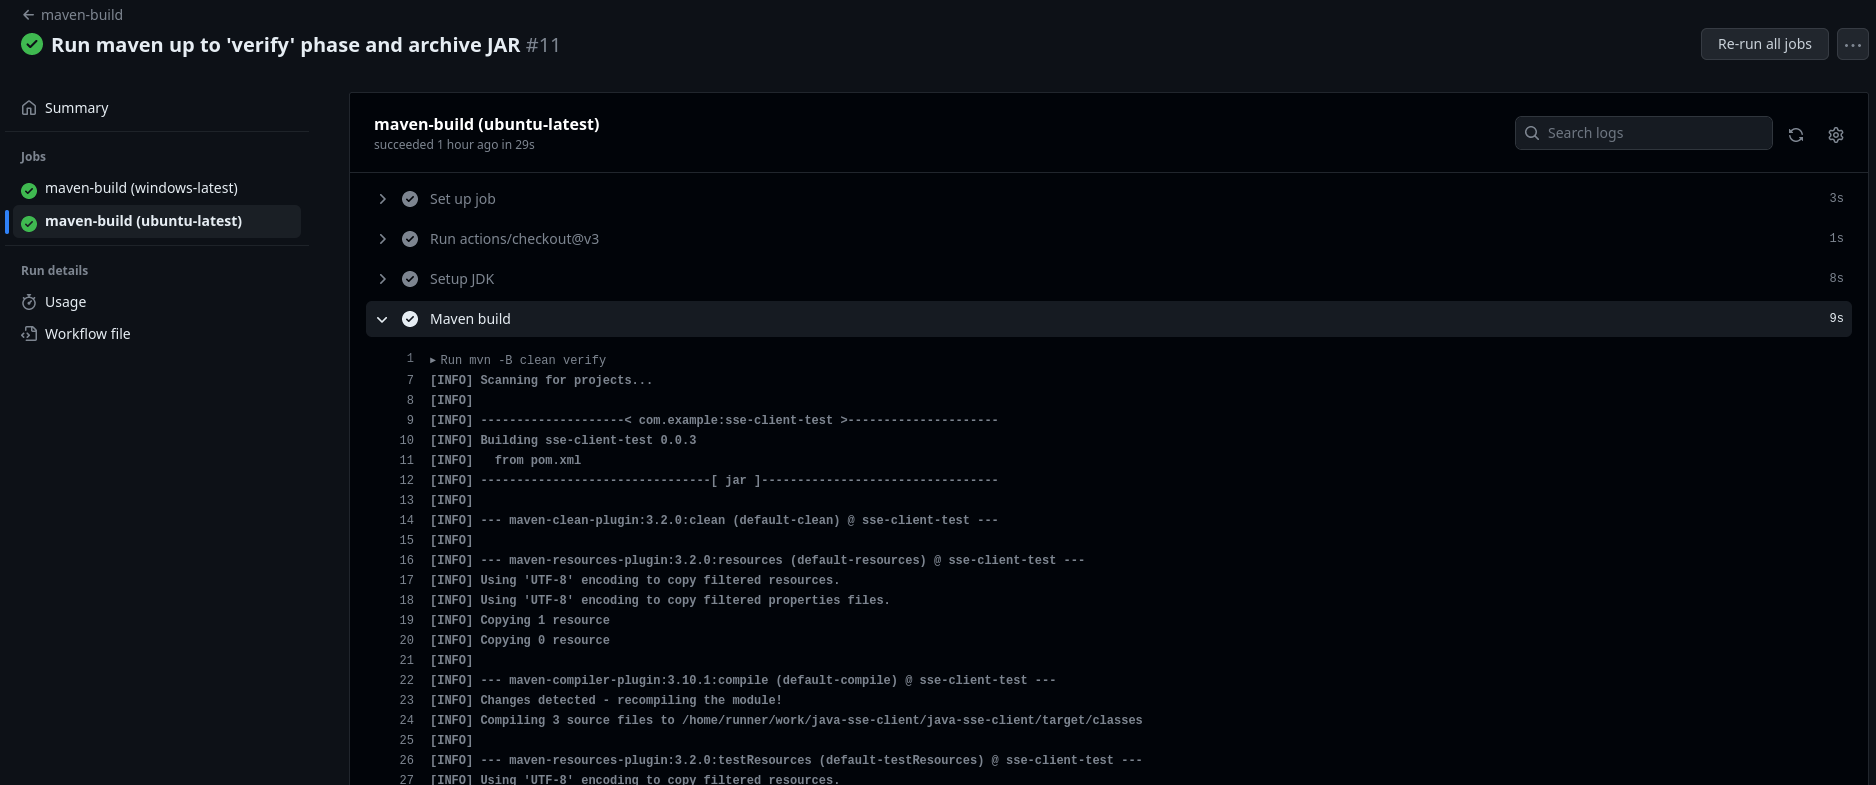 maven-build
Run maven up to 'verify' phase and archive JAR #11
Re-run all jobs
Summary
Jobs
maven-build (windows-latest)
maven-build (ubuntu-latest)
Run details
Usage
Workflow file
maven-build (ubuntu-latest)
succeeded 1 hour ago in 29s
Search logs
Set up job 3s
Run actions/checkout@v3 1s
Setup JDK 8s
Maven build 9s
1 Run mvn -B clean verify
7 [INFO] Scanning for projects...
8 [INFO]
9 [INFO] --------------------< com.example:sse-client-test >---------------------
10 [INFO] Building sse-client-test 0.0.3
11 [INFO]   from pom.xml
12 [INFO] --------------------------------[ jar ]---------------------------------
13 [INFO]
14 [INFO] --- maven-clean-plugin:3.2.0:clean (default-clean) @ sse-client-test ---
15 [INFO]
16 [INFO] --- maven-resources-plugin:3.2.0:resources (default-resources) @ sse-client-test ---
17 [INFO] Using 'UTF-8' encoding to copy filtered resources.
18 [INFO] Using 'UTF-8' encoding to copy filtered properties files.
19 [INFO] Copying 1 resource
20 [INFO] Copying 0 resource
21 [INFO]
22 [INFO] --- maven-compiler-plugin:3.10.1:compile (default-compile) @ sse-client-test ---
23 [INFO] Changes detected - recompiling the module!
24 [INFO] Compiling 3 source files to /home/runner/work/java-sse-client/java-sse-client/target/classes
25 [INFO]
26 [INFO] --- maven-resources-plugin:3.2.0:testResources (default-testResources) @ sse-client-test ---
27 [INFO] Using 'UTF-8' encoding to copy filtered resources.